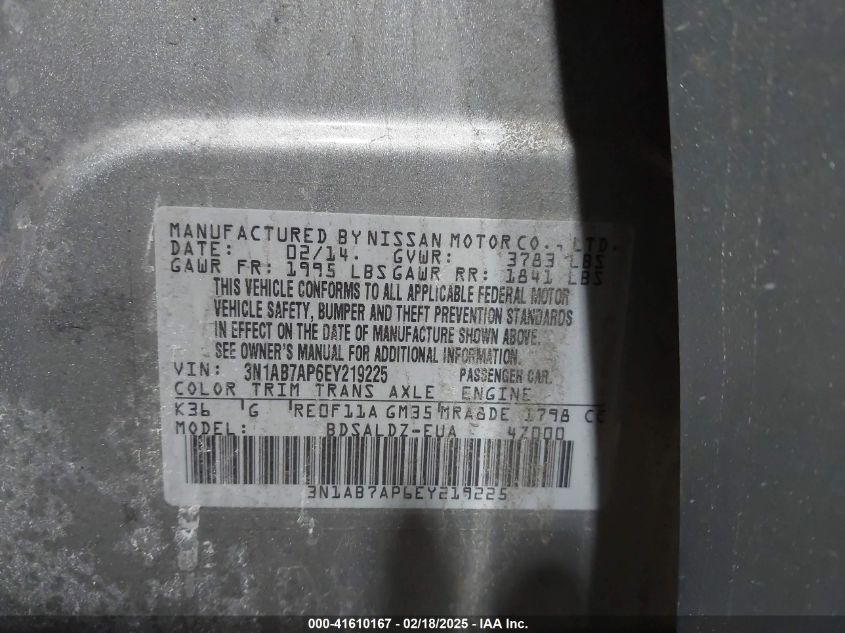 MANUFACTURED BY NISSAN MOTOR CO., LTD.
DATE: 02/14. GVWR: 3783 LBS
GAWR FR: 1995 LBS GAWR RR: 1841 LBS
THIS VEHICLE CONFORMS TO ALL APPLICABLE FEDERAL MOTOR
VEHICLE SAFETY, BUMPER AND THEFT PREVENTION STANDARDS
IN EFFECT ON THE DATE OF MANUFACTURE SHOWN ABOVE.
SEE OWNER'S MANUAL FOR ADDITIONAL INFORMATION.
VIN: 3N1AB7AP6EY219225 PASSENGER CAR.
COLOR TRIM TRANS AXLE ENGINE
K36 G RE0F11A GM35 MRA8DE 1798 CC
MODEL: BDSALDZ-EUA 47000
3N1AB7AP6EY219225
000-41610167 - 02/18/2025 - Copyright © 2025 IAA, Inc.